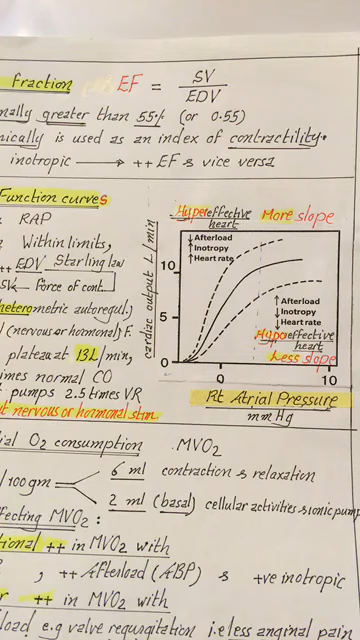 fraction EF = SV / EDV
nally greater than 55% (or 0.55)
nically is used as an index of contractility.
inotropic → ++ EF & vice versa
Function curves
RAP
Within limits,
++ EDV Starling law
SV ← Force of cont.
heterometric autoregul.)
l (nervous or hormonal) F.
plateau at 13L/min,
imes normal CO
pumps 2.5 times VR
ut nervous or hormonal stim.
Hypereffective heart More slope
cardiac output L/min
10
5
0
↓ Afterload
↑ Inotropy
↑ Heart rate
↑ Afterload
↓ Inotropy
↓ Heart rate
Hypoeffective heart
Less slope
0 10
Rt Atrial Pressure
mmHg
ial O2 consumption MVO2
/100gm
6 ml contraction & relaxation
2 ml (basal) cellular activities & ionic pump
fecting MVO2:
tional ++ in MVO2 with
, ++ Afterload (ABP) & +ve inotropic
r ++ in MVO2 with
load e.g valve regurgitation i.e less anginal pain